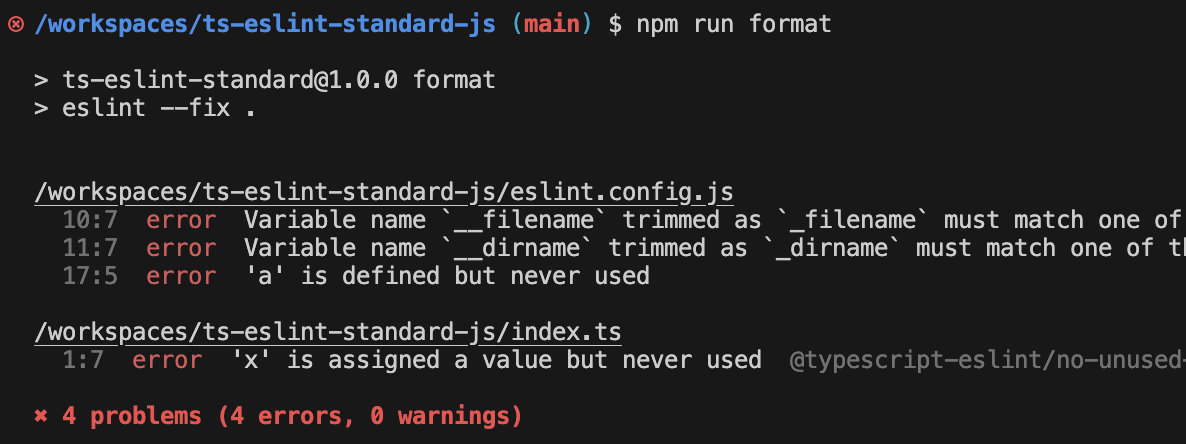 /workspaces/ts-eslint-standard-js (main) $ npm run format
> ts-eslint-standard@1.0.0 format
> eslint --fix .
/workspaces/ts-eslint-standard-js/eslint.config.js
10:7 error Variable name `__filename` trimmed as `_filename` must match one of
11:7 error Variable name `__dirname` trimmed as `_dirname` must match one of
17:5 error 'a' is defined but never used
/workspaces/ts-eslint-standard-js/index.ts
1:7 error 'x' is assigned a value but never used @typescript-eslint/no-unused-
✖ 4 problems (4 errors, 0 warnings)